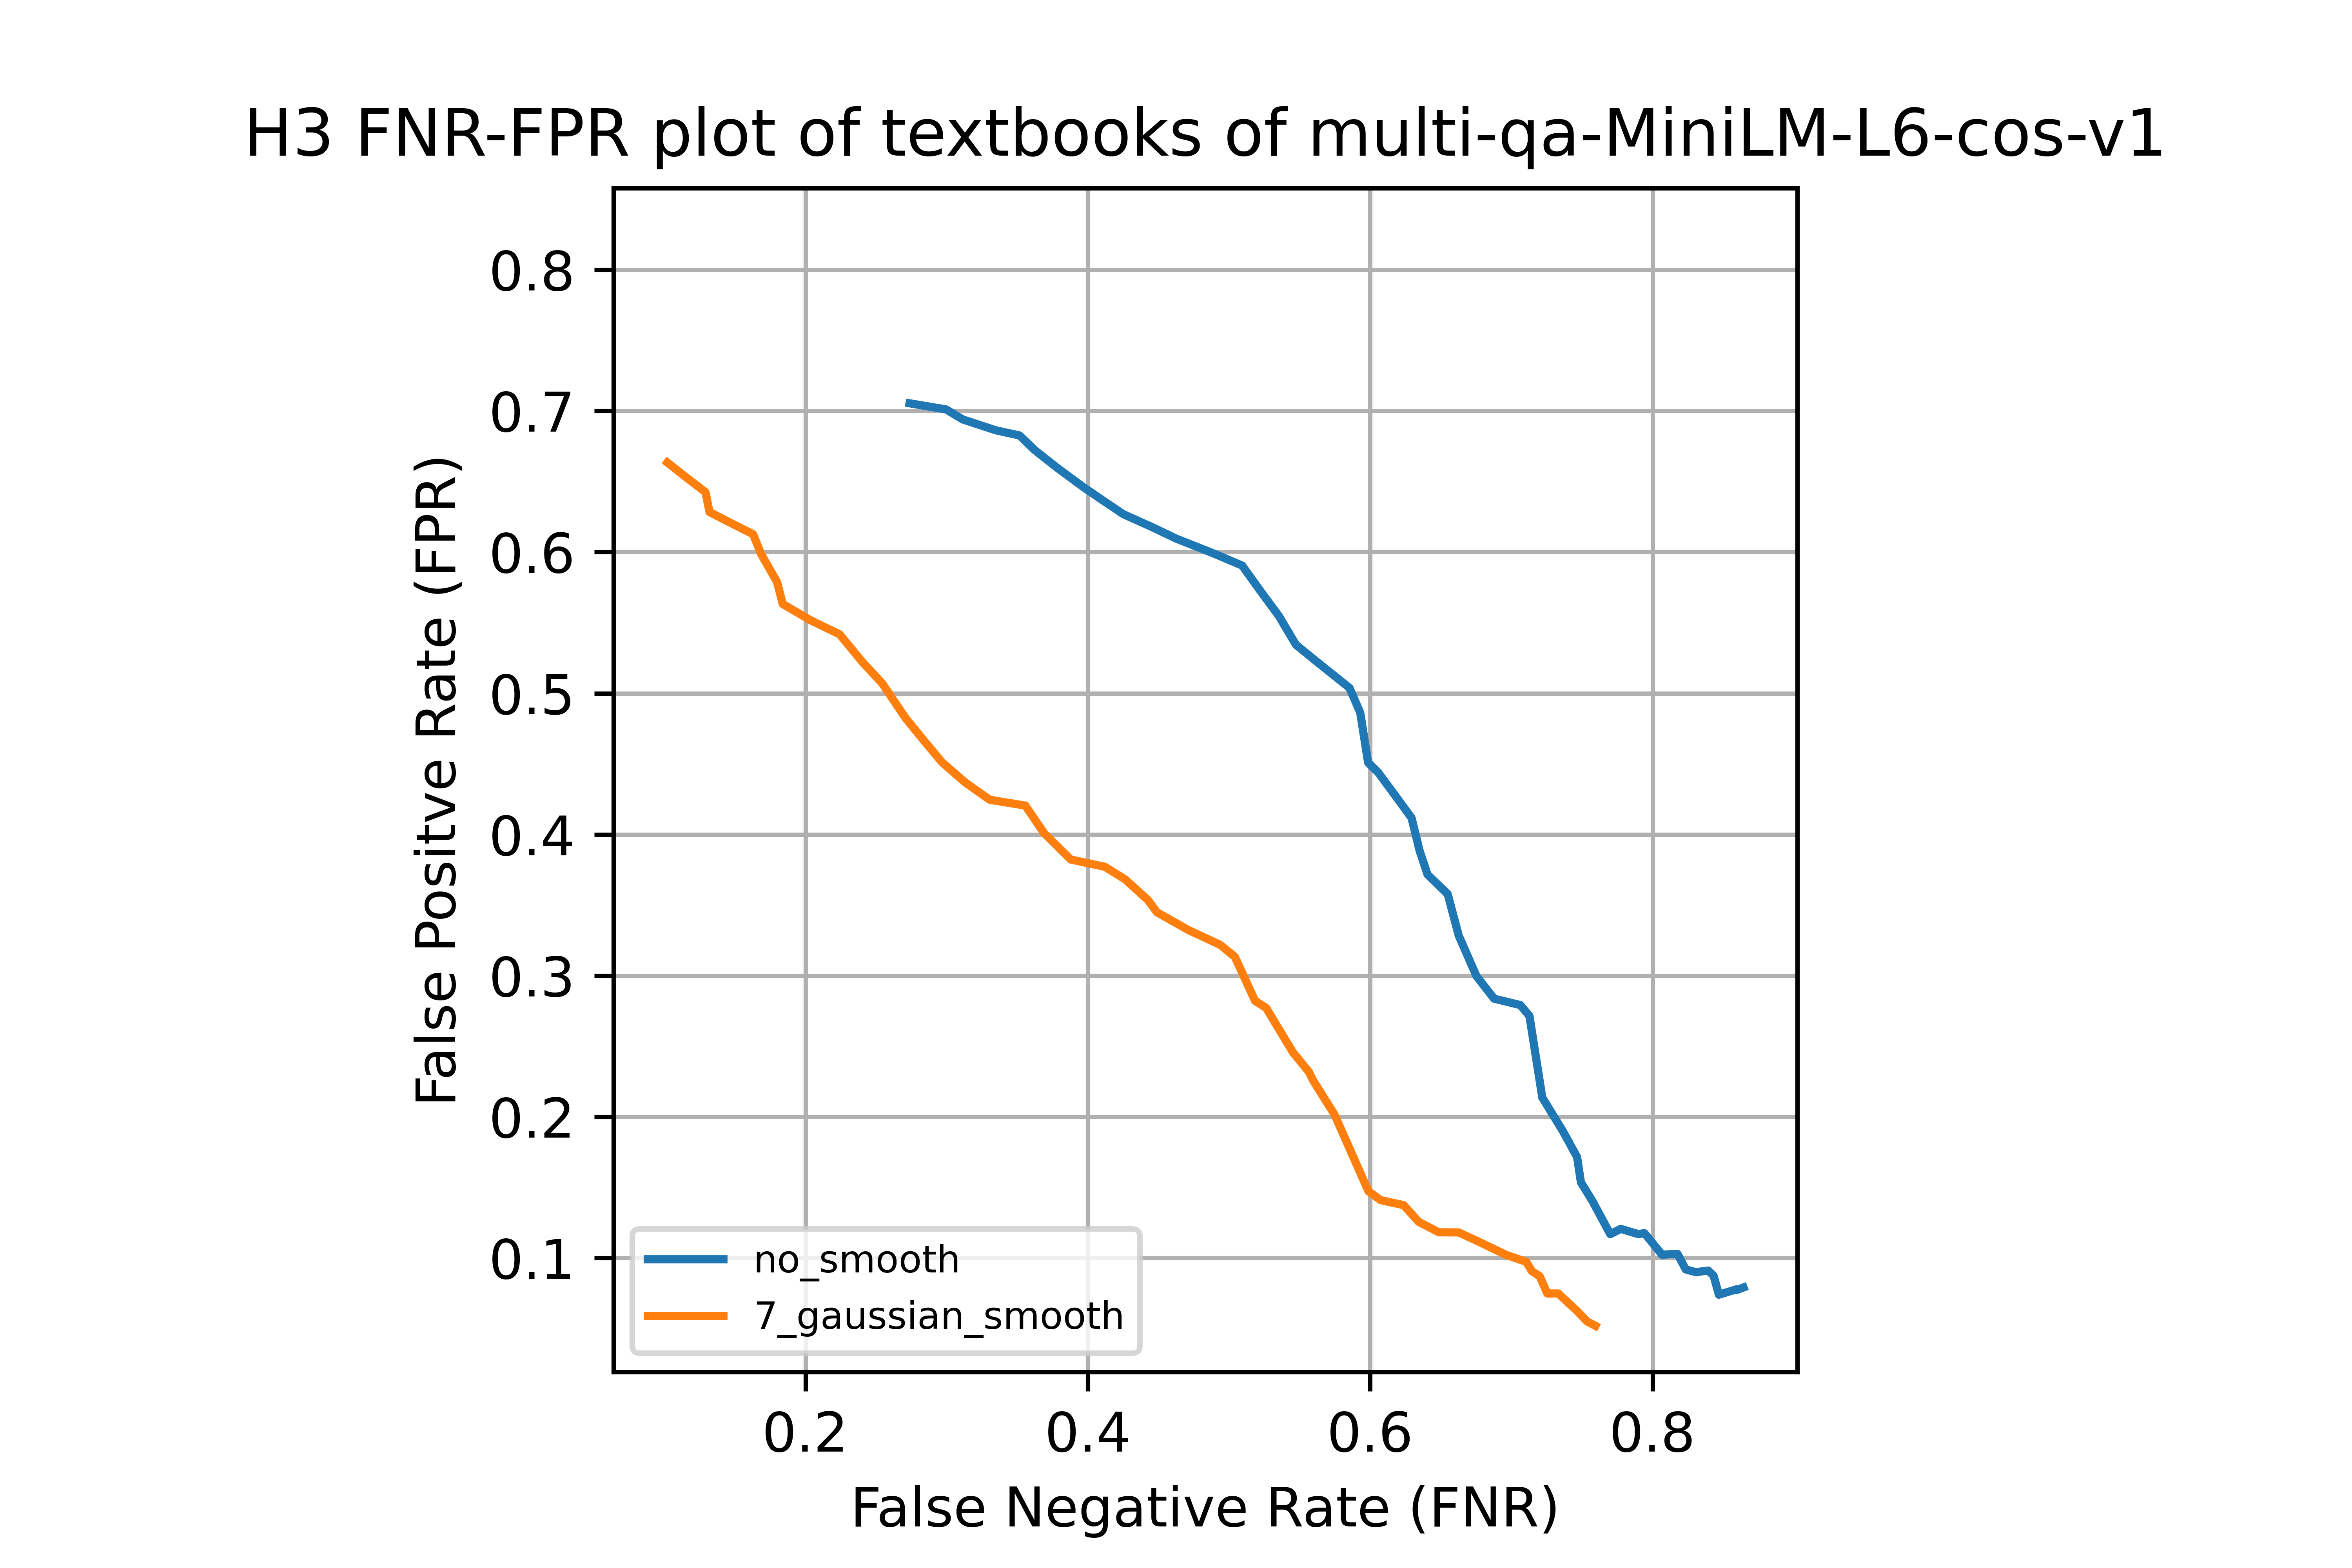 H3 FNR-FPR plot of textbooks of multi-qa-MiniLM-L6-cos-v1
False Positve Rate (FPR)
0.8
0.7
0.6
0.5
0.4
0.3
0.2
0.1
no_smooth
7_gaussian_smooth
0.2 0.4 0.6 0.8
False Negative Rate (FNR)